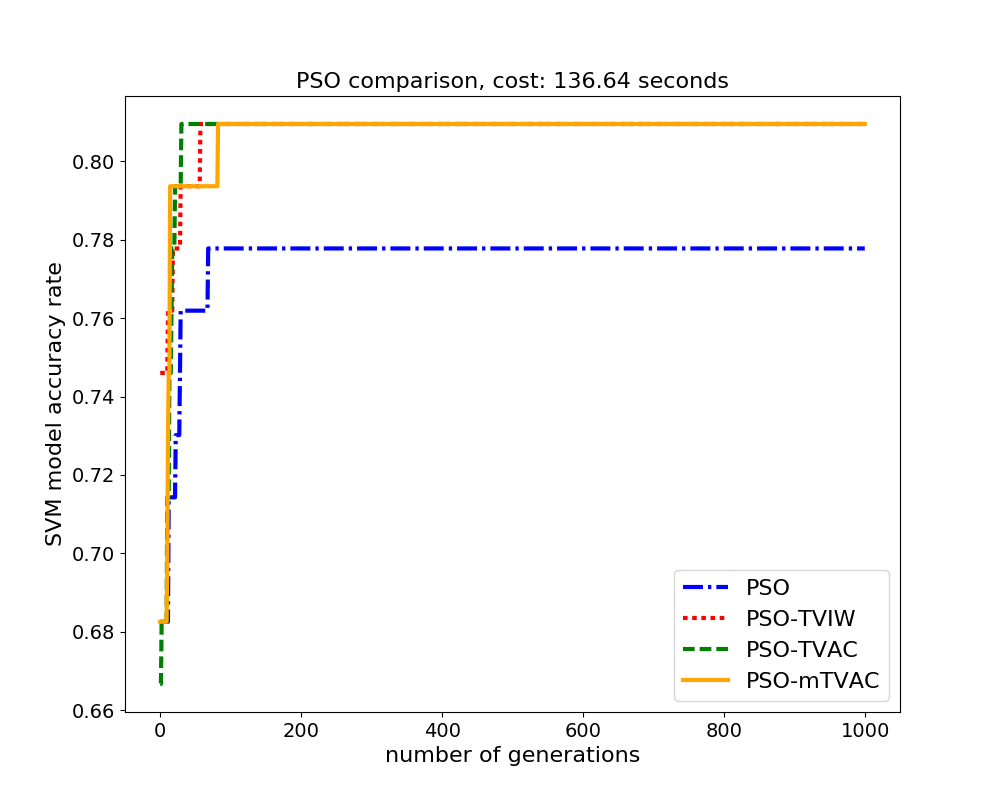 PSO comparison, cost: 136.64 seconds
SVM model accuracy rate
0.80
0.78
0.76
0.74
0.72
0.70
0.68
0.66
0 200 400 600 800 1000
number of generations
PSO
PSO-TVIW
PSO-TVAC
PSO-mTVAC